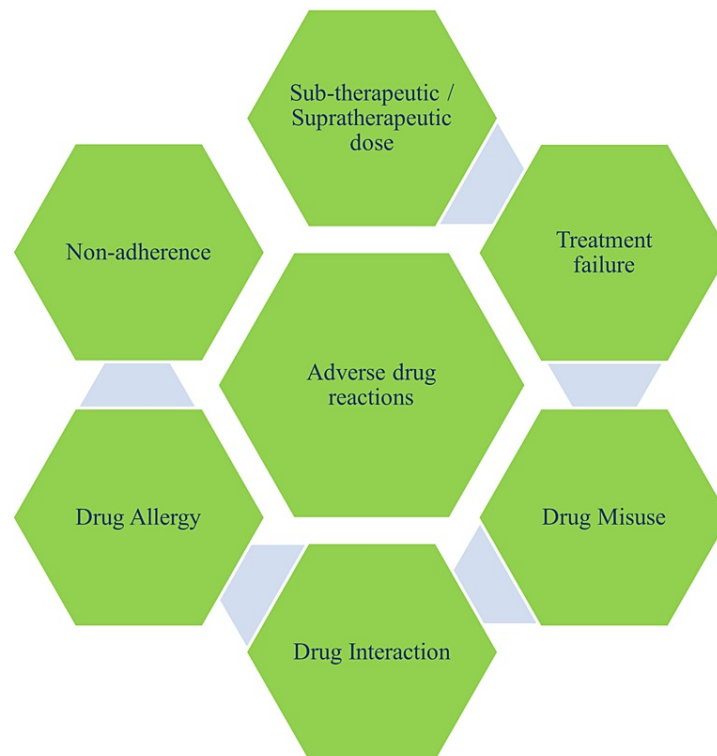 Sub-therapeutic /
Supratherapeutic
dose
Non-adherence
Treatment
failure
Adverse drug
reactions
Drug Allergy
Drug Misuse
Drug Interaction